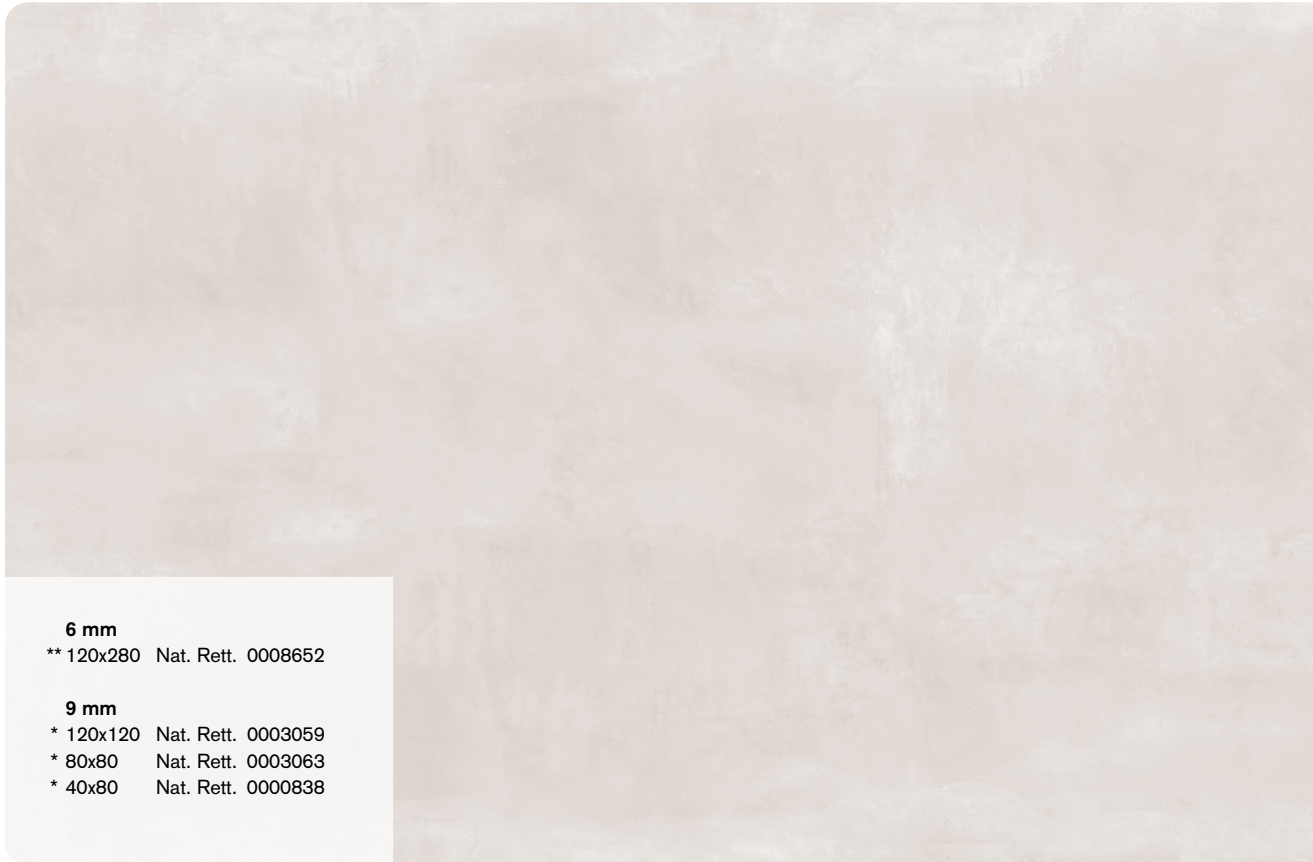 6 mm
** 120x280 Nat. Rett. 0008652
9 mm
* 120x120 Nat. Rett. 0003059
* 80x80 Nat. Rett. 0003063
* 40x80 Nat. Rett. 0000838